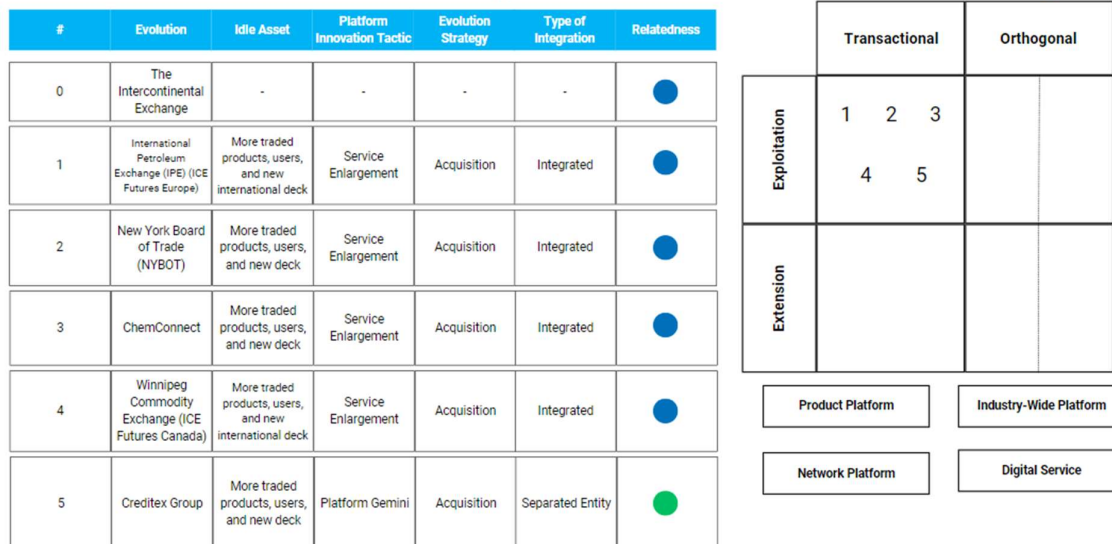 #
Evolution
Idle Asset
Platform
Innovation Tactic
Evolution
Strategy
Type of
Integration
Relatedness
0
The
Intercontinental
Exchange
-
-
-
-
1
International
Petroleum
Exchange (IPE) (ICE
Futures Europe)
More traded
products, users,
and new
international deck
Service
Enlargement
Acquisition
Integrated
2
New York Board
of Trade
(NYBOT)
More traded
products, users,
and new deck
Service
Enlargement
Acquisition
Integrated
3
ChemConnect
More traded
products, users,
and new deck
Service
Enlargement
Acquisition
Integrated
4
Winnipeg
Commodity
Exchange (ICE
Futures Canada)
More traded
products, users,
and new
international deck
Service
Enlargement
Acquisition
Integrated
5
Creditex Group
More traded
products, users,
and new deck
Platform Gemini
Acquisition
Separated Entity
Transactional
Orthogonal
Exploitation
1 2 3
4 5
Extension
Product Platform
Industry-Wide Platform
Network Platform
Digital Service